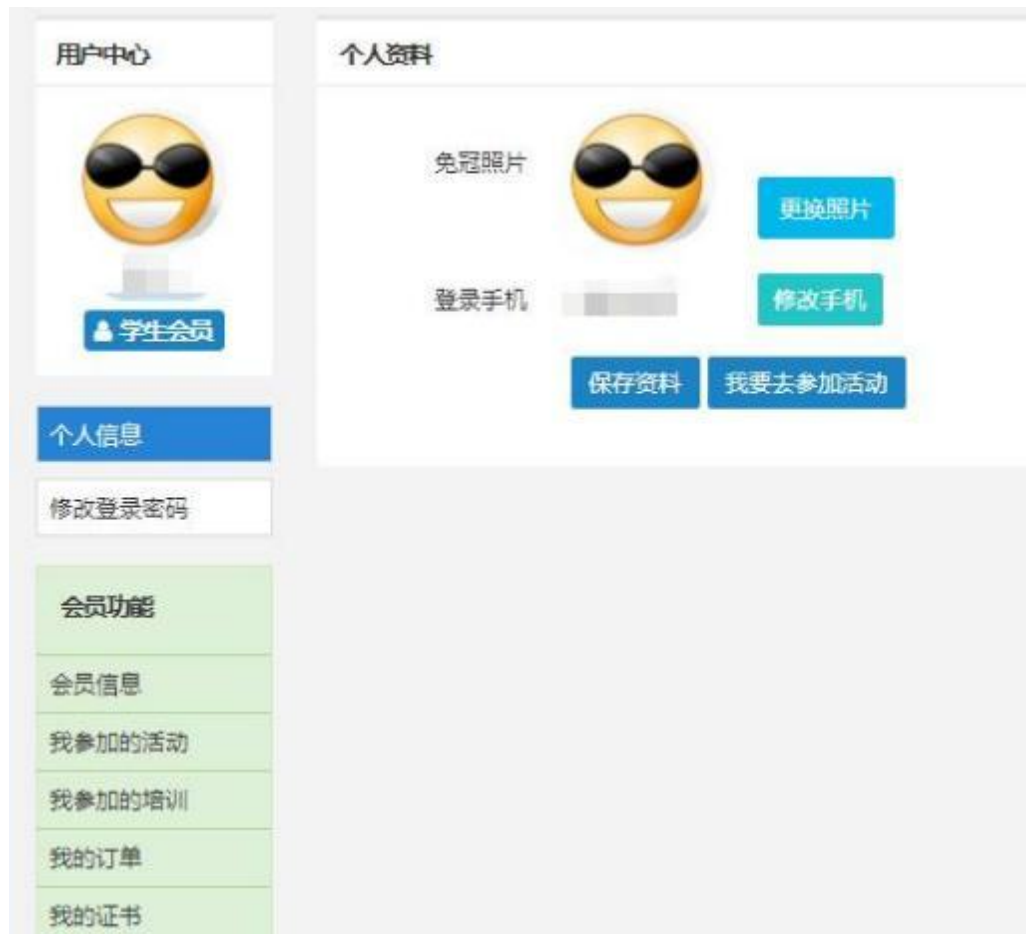 用户中心
学生会员
个人信息
修改登录密码
会员功能
会员信息
我参加的活动
我参加的培训
我的订单
我的证书
个人资料
免冠照片
更换照片
登录手机
修改手机
保存资料 我要去参加活动